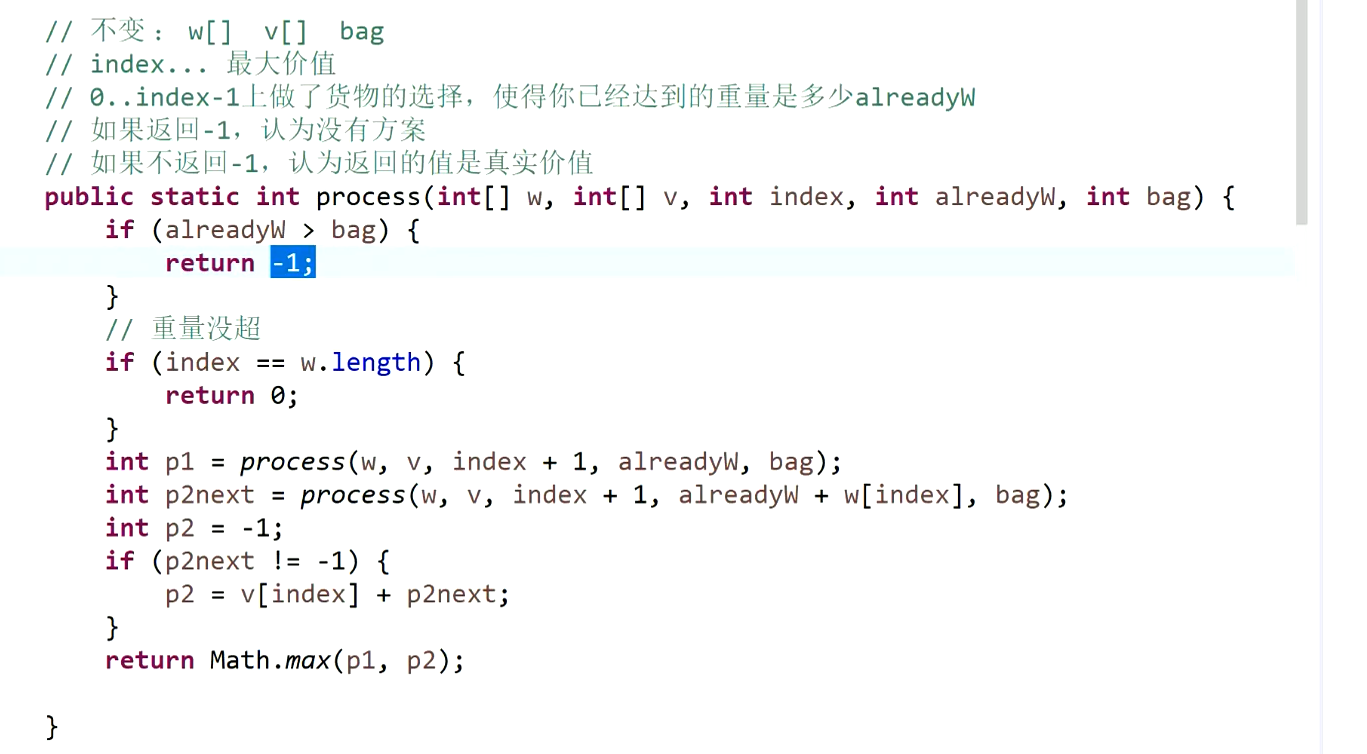 // 不变： w[] v[] bag
// index... 最大价值
// 0..index-1上做了货物的选择，使得你已经达到的重量是多少alreadyW
// 如果返回-1，认为没有方案
// 如果不返回-1，认为返回的值是真实价值
public static int process(int[] w, int[] v, int index, int alreadyW, int bag) {
if (alreadyW > bag) {
return -1;
}
// 重量没超
if (index == w.length) {
return 0;
}
int p1 = process(w, v, index + 1, alreadyW, bag);
int p2next = process(w, v, index + 1, alreadyW + w[index], bag);
int p2 = -1;
if (p2next != -1) {
p2 = v[index] + p2next;
}
return Math.max(p1, p2);
}